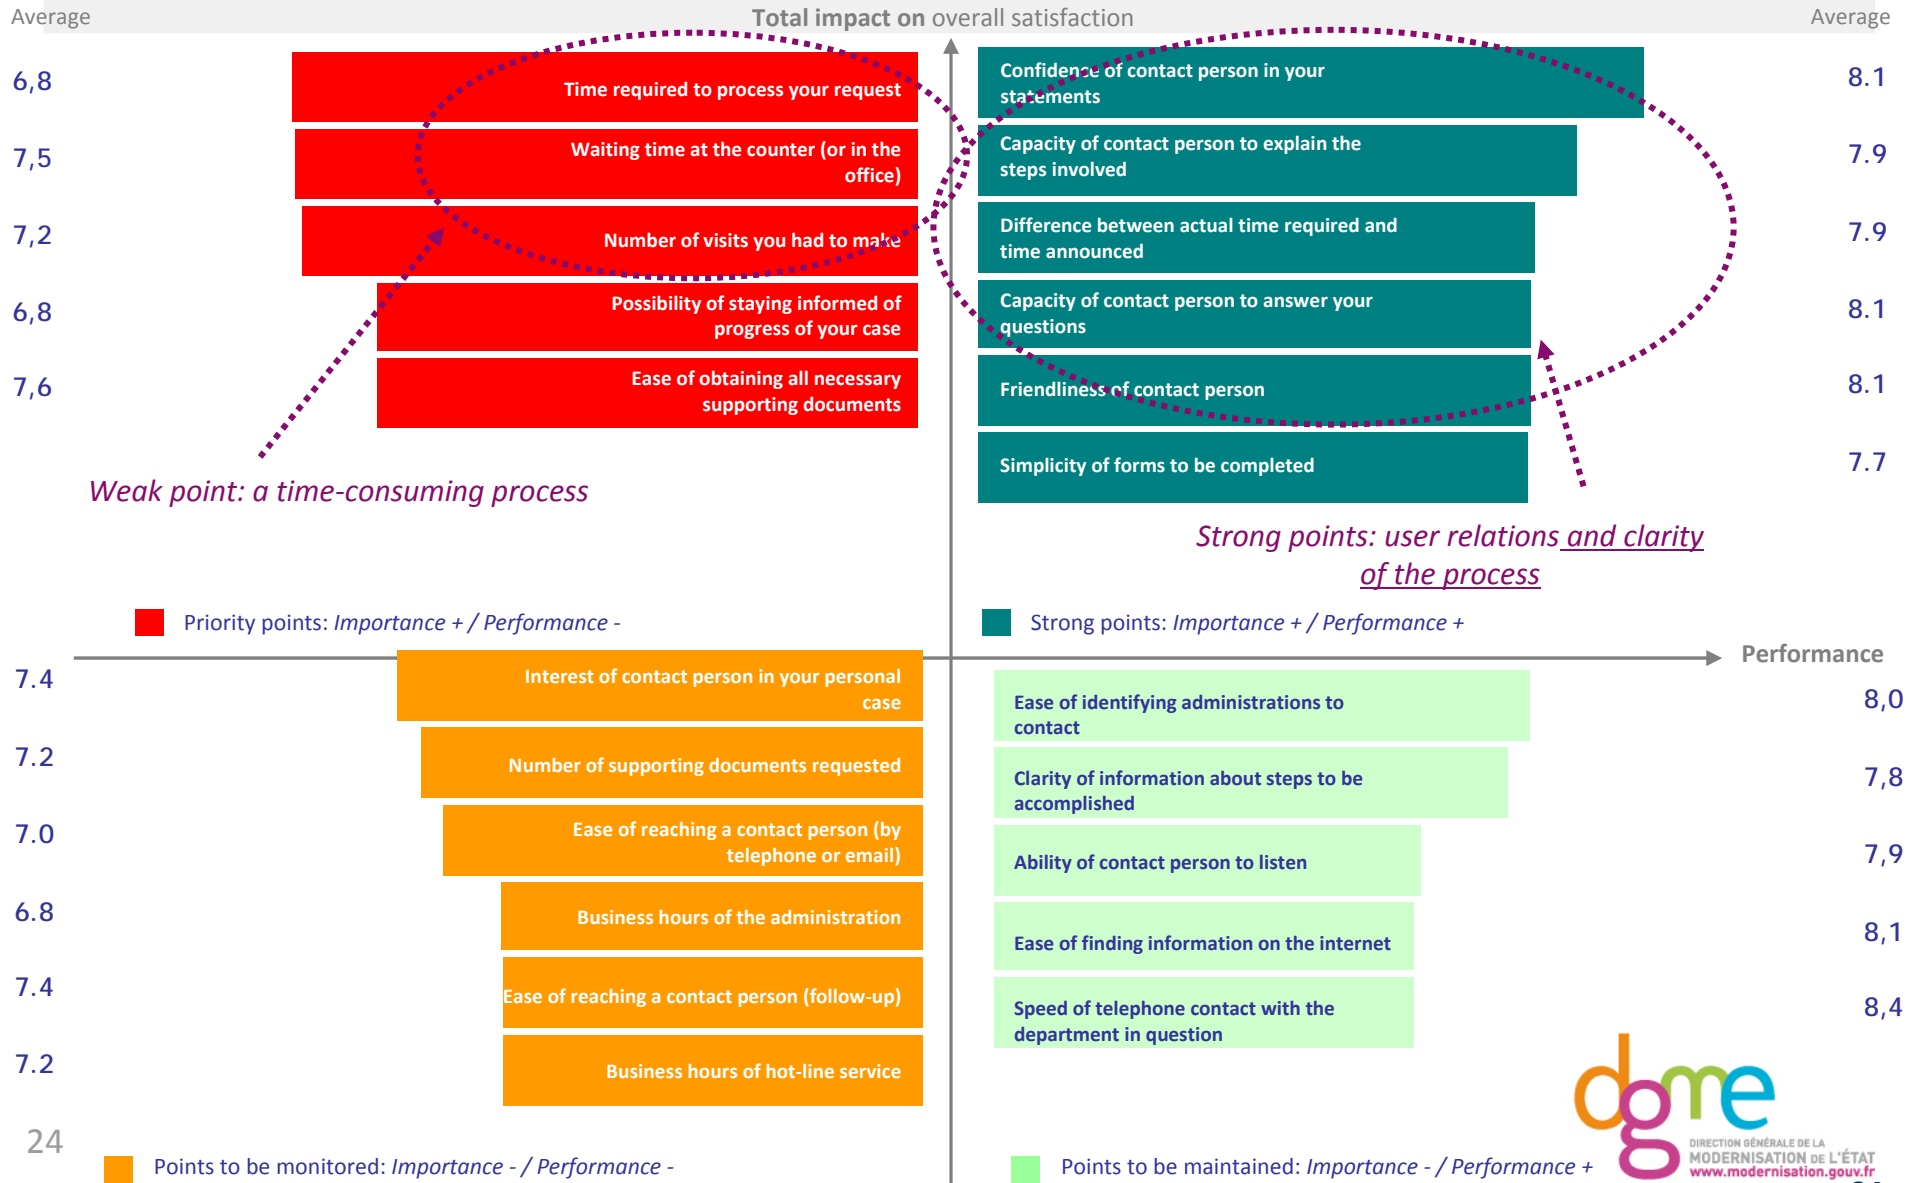 Average
Total impact on overall satisfaction
Average
6,8
Time required to process your request
7,5
Waiting time at the counter (or in the
office)
7,2
Number of visits you had to make
6,8
Possibility of staying informed of
progress of your case
7,6
Ease of obtaining all necessary
supporting documents
Weak point: a time-consuming process
Confidence of contact person in your
statements
8.1
Capacity of contact person to explain the
steps involved
7.9
Difference between actual time required and
time announced
7.9
Capacity of contact person to answer your
questions
8.1
Friendliness of contact person
8.1
Simplicity of forms to be completed
7.7
Strong points: user relations and clarity
of the process
Priority points: Importance + / Performance -
Strong points: Importance + / Performance +
Performance
7.4
Interest of contact person in your personal
case
7.2
Number of supporting documents requested
7.0
Ease of reaching a contact person (by
telephone or email)
6.8
Business hours of the administration
7.4
Ease of reaching a contact person (follow-up)
7.2
Business hours of hot-line service
Ease of identifying administrations to
contact
8,0
Clarity of information about steps to be
accomplished
7,8
Ability of contact person to listen
7,9
Ease of finding information on the internet
8,1
Speed of telephone contact with the
department in question
8,4
24
Points to be monitored: Importance - / Performance -
Points to be maintained: Importance - / Performance +
dgme
DIRECTION GÉNÉRALE DE LA
MODERNISATION DE L'ÉTAT
www.modernisation.gouv.fr